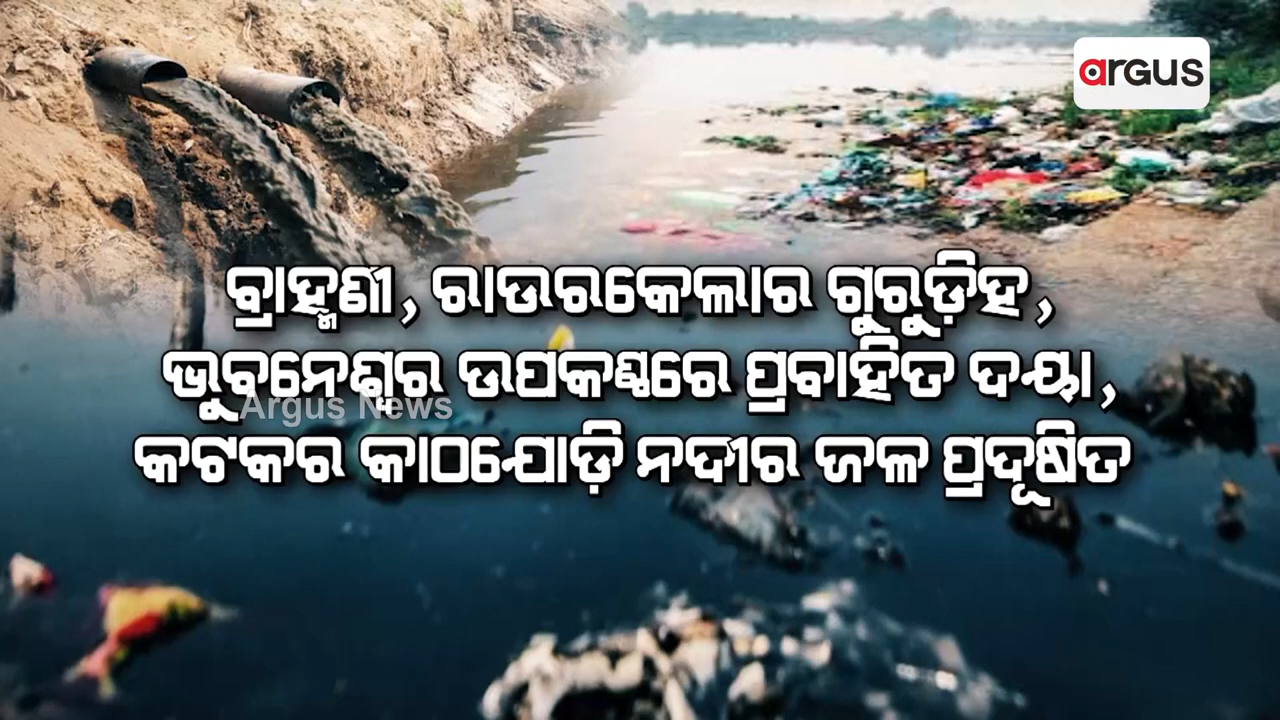 argus
ବ୍ରାହ୍ମଣୀ, ରାଉରକେଲାର ଗୁରୁଡ଼ିହ,
ଭୁବନେଶ୍ୱର ଉପକଣ୍ଠରେ ପ୍ରବାହିତ ଦୟା,
Argus News
କଟକର କାଠଯୋଡ଼ି ନଦୀର ଜଳ ପ୍ରଦୂଷିତ